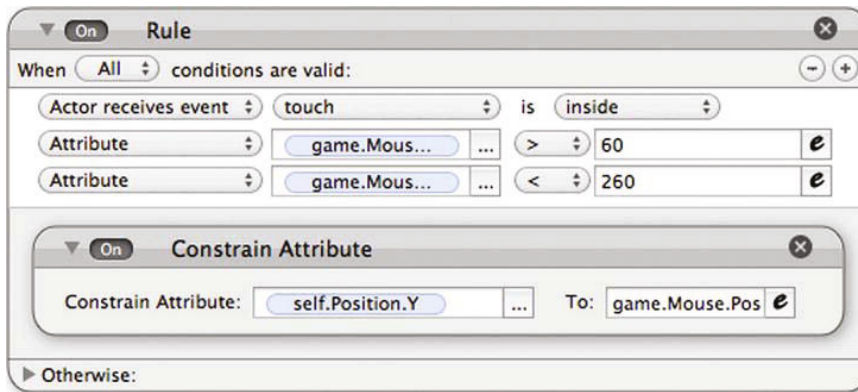 On Rule
When All conditions are valid:
Actor receives event touch is inside
Attribute game.Mous... ... > 60 e
Attribute game.Mous... ... < 260 e
On Constrain Attribute
Constrain Attribute: self.Position.Y ... To: game.Mouse.Pos e
Otherwise: